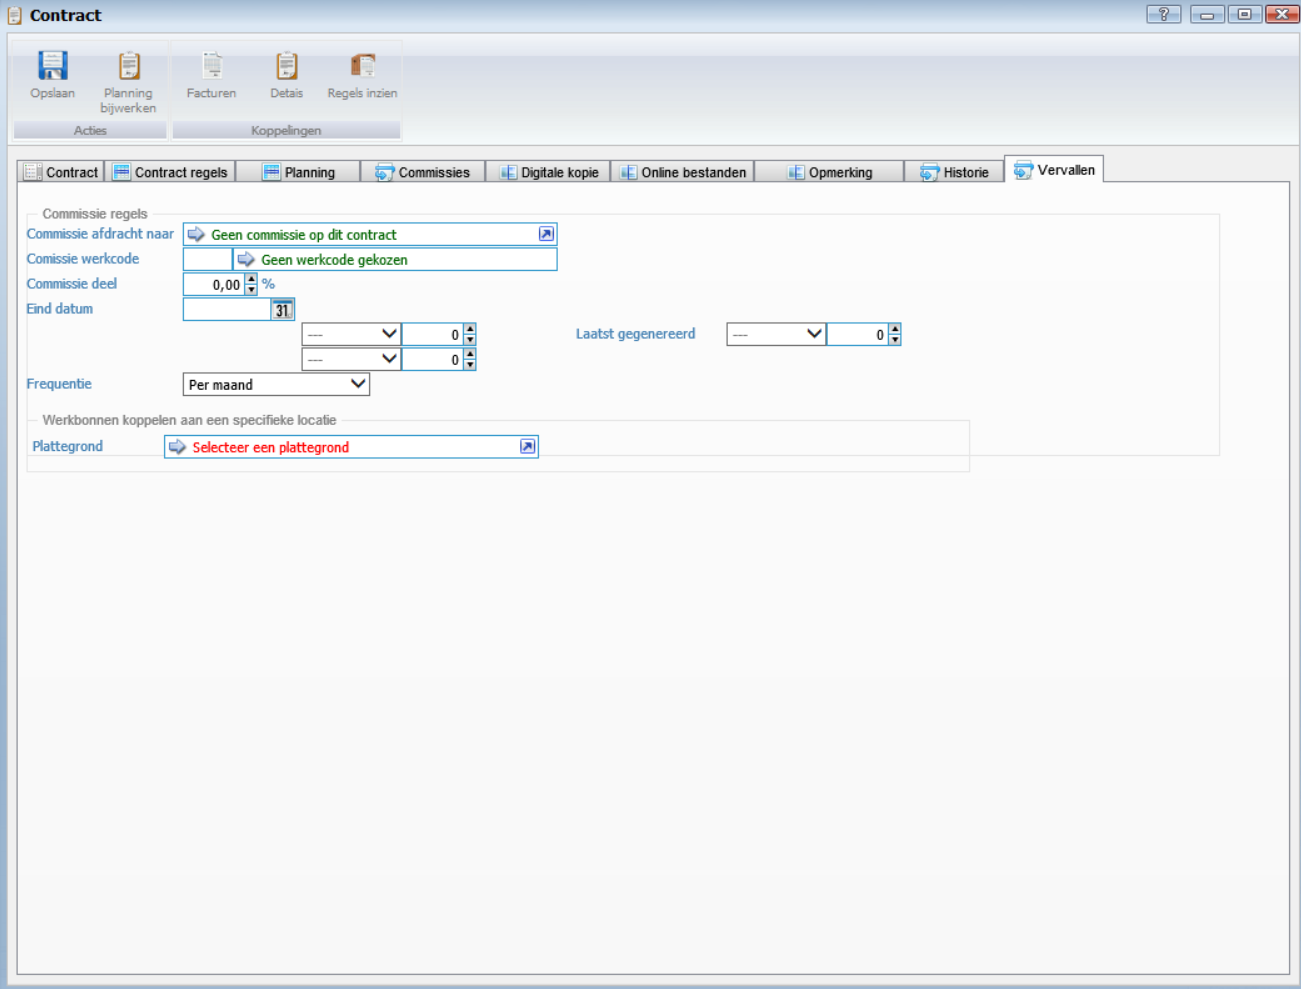 Contract
?
Opslaan
Planning bijwerken
Facturen
Detais
Regels inzien
Acties
Koppelingen
Contract
Contract regels
Planning
Commissies
Digitale kopie
Online bestanden
Opmerking
Historie
Vervallen
Commissie regels
Commissie afdracht naar
Geen commissie op dit contract
Comissie werkcode
Geen werkcode gekozen
Commissie deel
0,00
%
Eind datum
31
---
0
Laatst gegenereerd
---
0
---
0
Frequentie
Per maand
Werkbonnen koppelen aan een specifieke locatie
Plattegrond
Selecteer een plattegrond